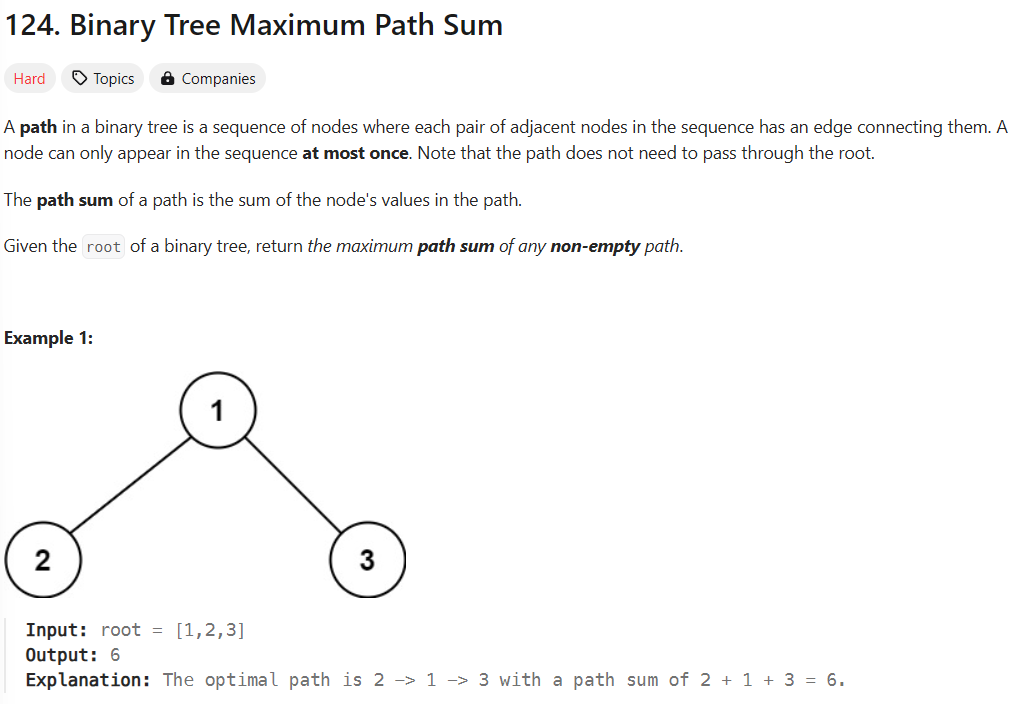 124. Binary Tree Maximum Path Sum
Hard Topics Companies
A path in a binary tree is a sequence of nodes where each pair of adjacent nodes in the sequence has an edge connecting them. A
node can only appear in the sequence at most once. Note that the path does not need to pass through the root.
The path sum of a path is the sum of the node's values in the path.
Given the root of a binary tree, return the maximum path sum of any non-empty path.
Example 1:
1
2 3
Input: root = [1,2,3]
Output: 6
Explanation: The optimal path is 2 -> 1 -> 3 with a path sum of 2 + 1 + 3 = 6.